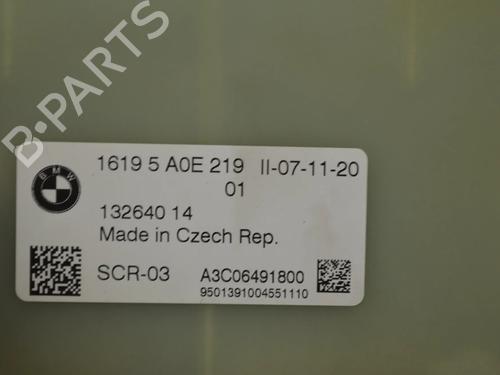 B-PARTS
BMW
1619 5 A0E 219 II-07-11-20
01
132640 14
Made in Czech Rep.
SCR-03 A3C06491800
9501391004551110